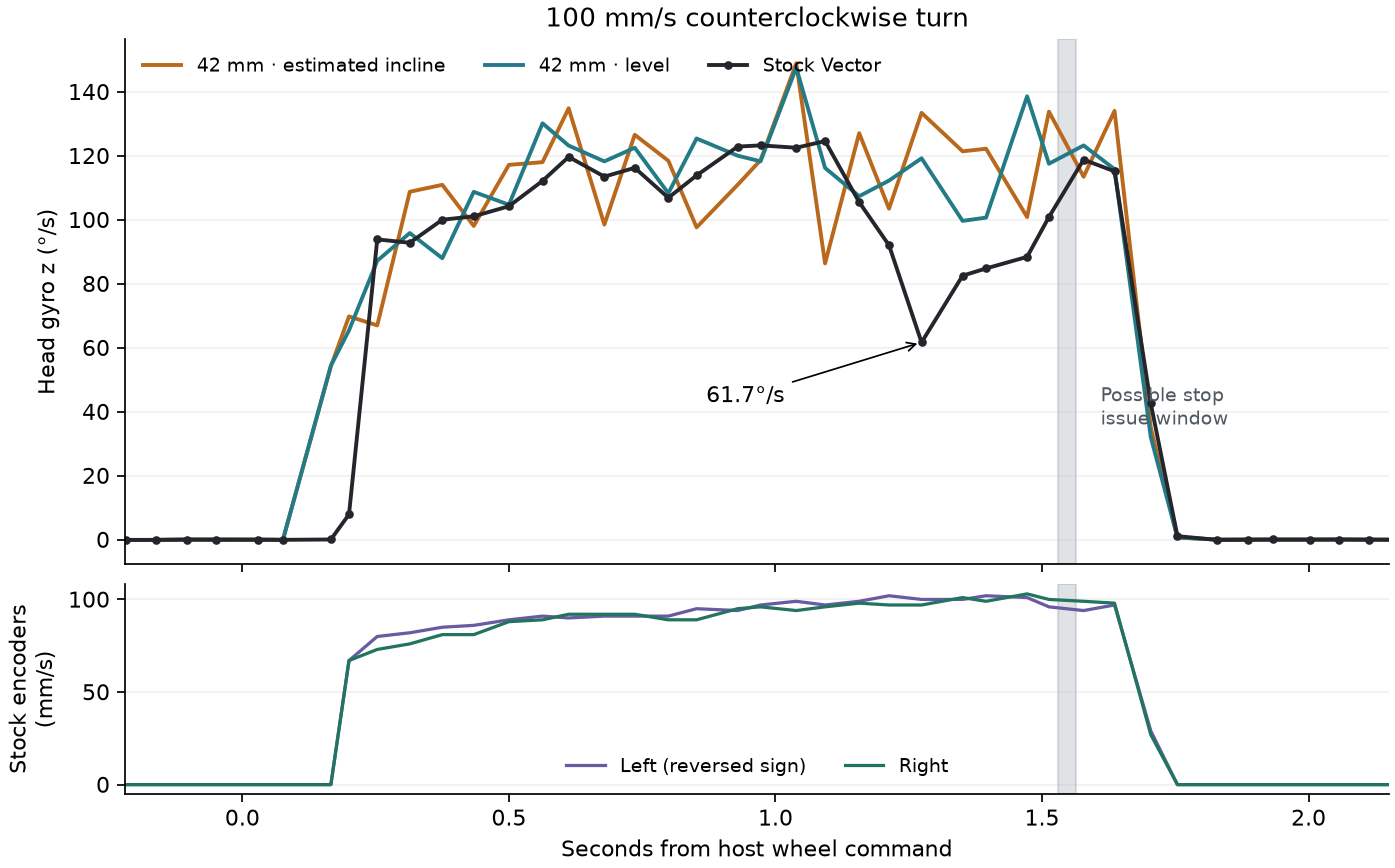 100 mm/s counterclockwise turn
42 mm · estimated incline
42 mm · level
Stock Vector
Head gyro z (°/s)
140
120
100
80
60
40
20
0
61.7°/s
Possible stop
issue window
Stock encoders
(mm/s)
100
50
0
Left (reversed sign)
Right
0.0
0.5
1.0
1.5
2.0
Seconds from host wheel command